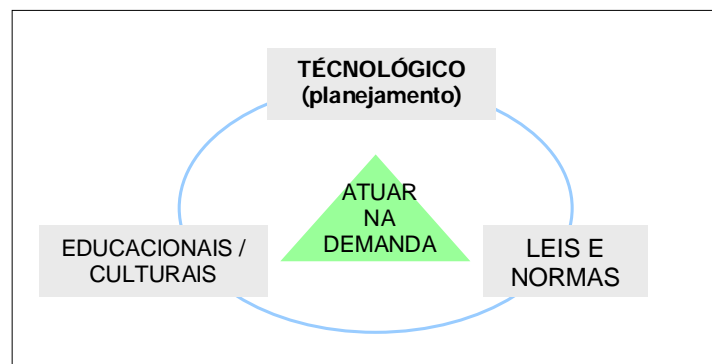 TÉCNOLÓGICO
(planejamento)
ATUAR
NA
DEMANDA
EDUCACIONAIS /
CULTURAIS
LEIS E
NORMAS